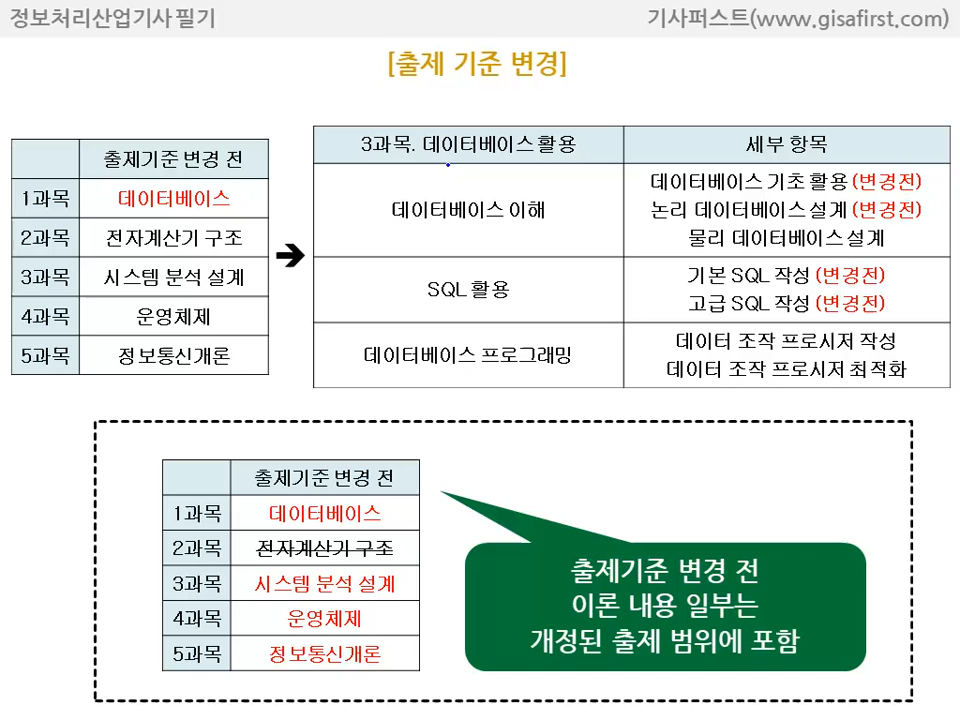 정보처리산업기사 필기
기사퍼스트(www.gisafirst.com)
[출제 기준 변경]
출제기준 변경 전
1과목 데이터베이스
2과목 전자계산기 구조
3과목 시스템 분석 설계
4과목 운영체제
5과목 정보통신개론
3과목. 데이터베이스 활용 세부 항목
데이터베이스 이해
데이터베이스 기초 활용 (변경전)
논리 데이터베이스 설계 (변경전)
물리 데이터베이스 설계
SQL 활용
기본 SQL 작성 (변경전)
고급 SQL 작성 (변경전)
데이터베이스 프로그래밍
데이터 조작 프로시저 작성
데이터 조작 프로시저 최적화
출제기준 변경 전
1과목 데이터베이스
2과목 전자계산기 구조
3과목 시스템 분석 설계
4과목 운영체제
5과목 정보통신개론
출제기준 변경 전
이론 내용 일부는
개정된 출제 범위에 포함